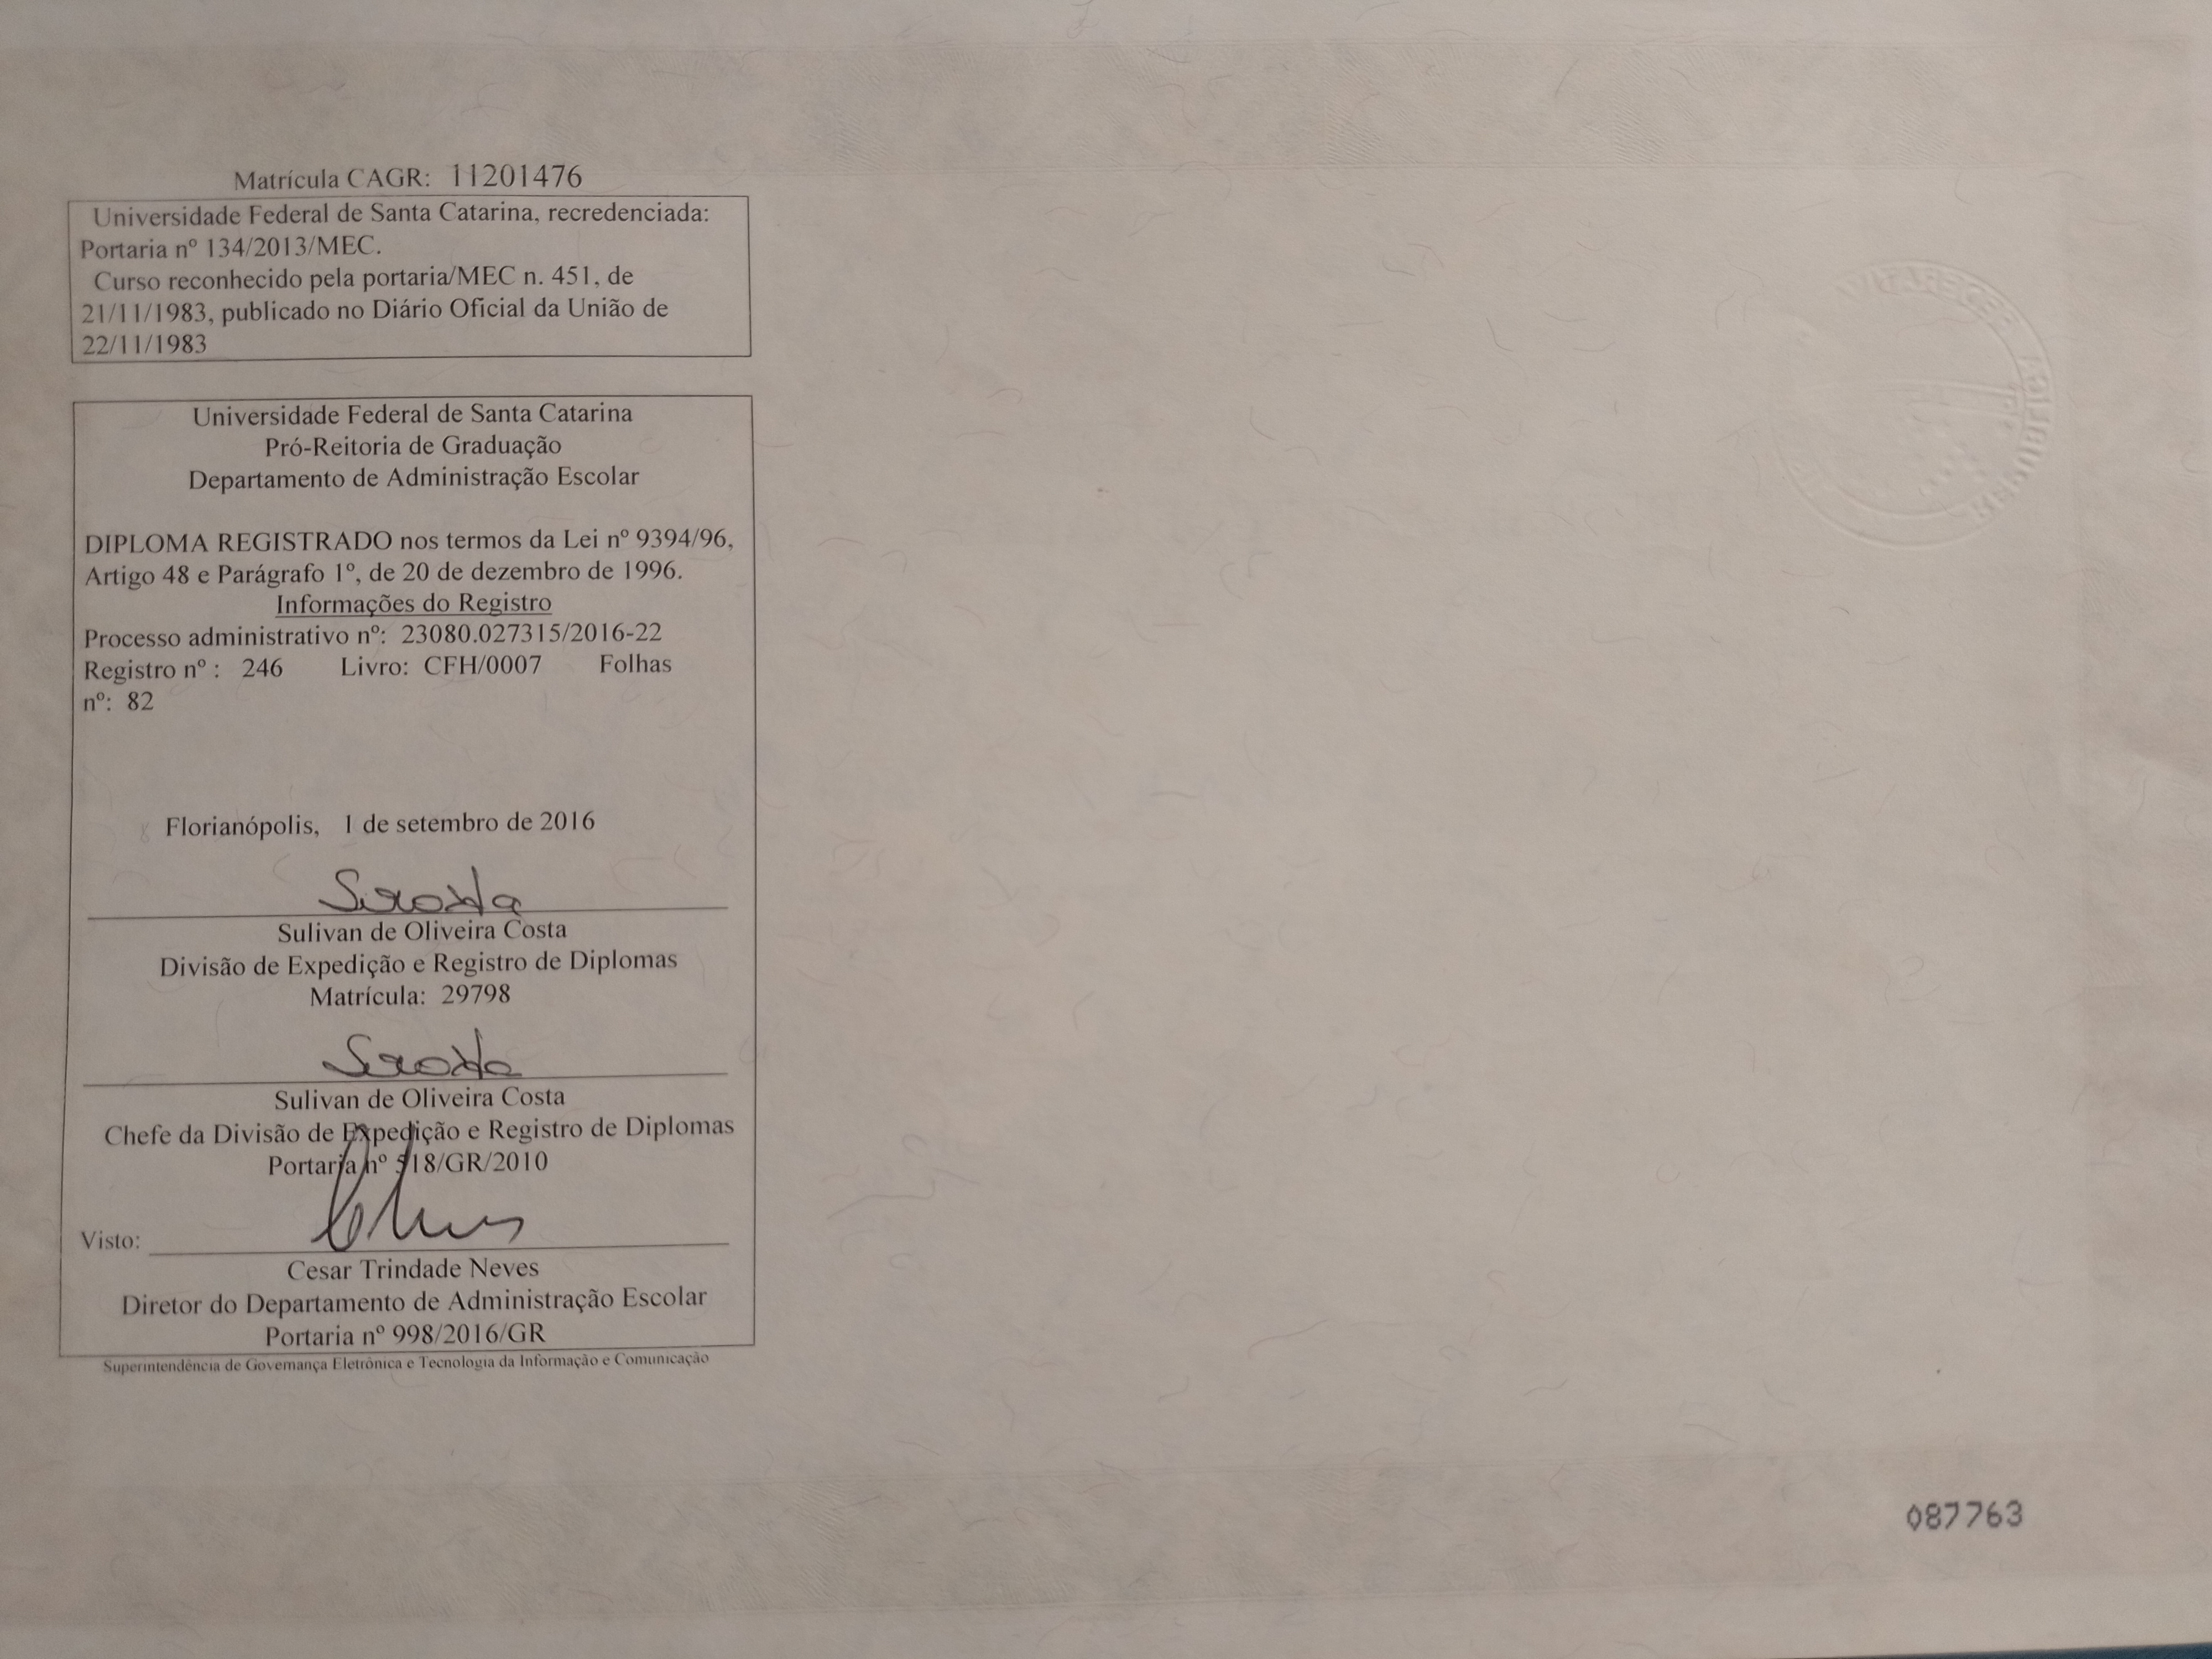 Matrícula CAGR: 11201476
Universidade Federal de Santa Catarina, recredenciada:
Portaria nº 134/2013/MEC.
Curso reconhecido pela portaria/MEC n. 451, de
21/11/1983, publicado no Diário Oficial da União de
22/11/1983
Universidade Federal de Santa Catarina
Pró-Reitoria de Graduação
Departamento de Administração Escolar
DIPLOMA REGISTRADO nos termos da Lei nº 9394/96,
Artigo 48 e Parágrafo 1º, de 20 de dezembro de 1996.
Informações do Registro
Processo administrativo nº: 23080.027315/2016-22
Registro nº : 246 Livro: CFH/0007 Folhas
nº: 82
Florianópolis, 1 de setembro de 2016
Sulivan de Oliveira Costa
Divisão de Expedição e Registro de Diplomas
Matrícula: 29798
Sulivan de Oliveira Costa
Chefe da Divisão de Expedição e Registro de Diplomas
Portaria nº 518/GR/2010
Visto:
Cesar Trindade Neves
Diretor do Departamento de Administração Escolar
Portaria nº 998/2016/GR
Superintendência de Governança Eletrônica e Tecnologia da Informação e Comunicação
087763